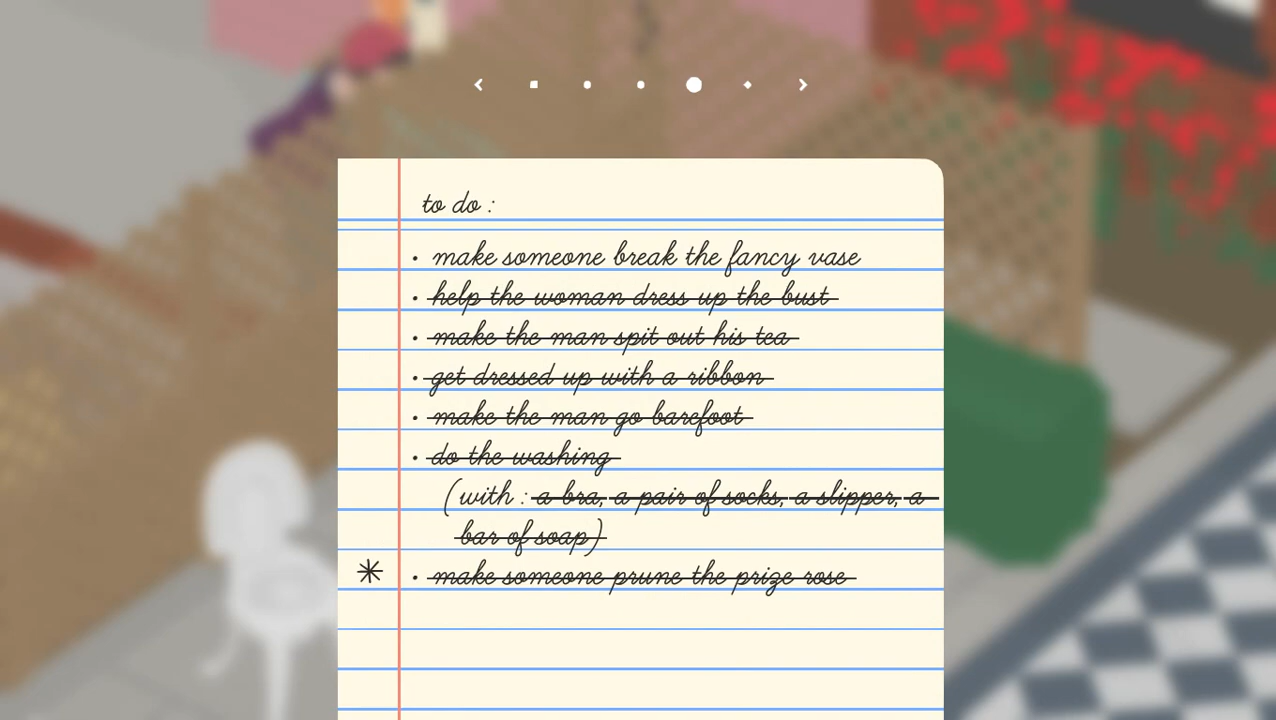 to do :
• make someone break the fancy vase
• help the woman dress up the bust
• make the man spit out his tea
• get dressed up with a ribbon
• make the man go barefoot
• do the washing
(with : a bra, a pair of socks, a slipper, a
bar of soap)
* • make someone prune the prize rose